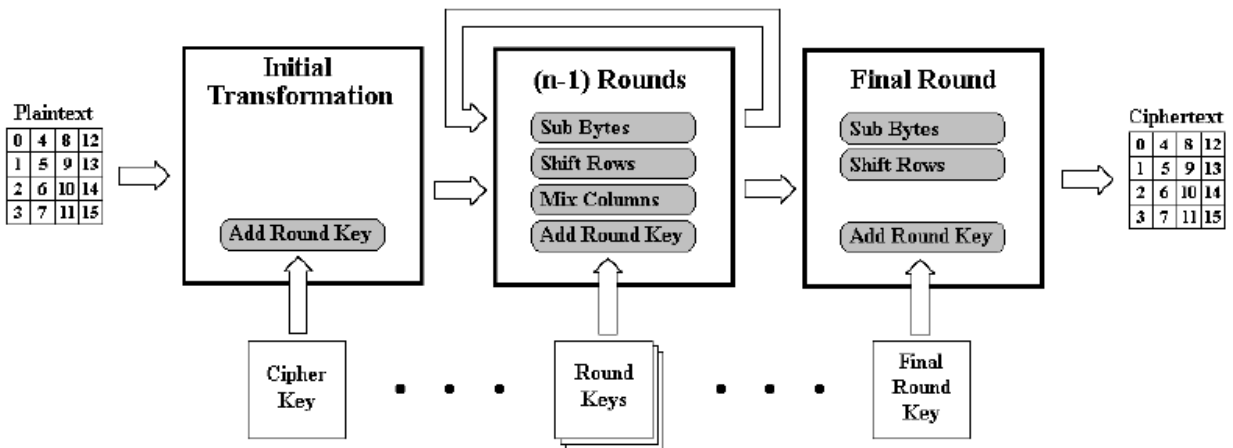 Initial
Transformation
(n-1) Rounds
Final Round
Plaintext
0 4 8 12
1 5 9 13
2 6 10 14
3 7 11 15
Add Round Key
Sub Bytes
Shift Rows
Mix Columns
Add Round Key
Sub Bytes
Shift Rows
Add Round Key
Ciphertext
0 4 8 12
1 5 9 13
2 6 10 14
3 7 11 15
Cipher
Key
Round
Keys
Final
Round
Key